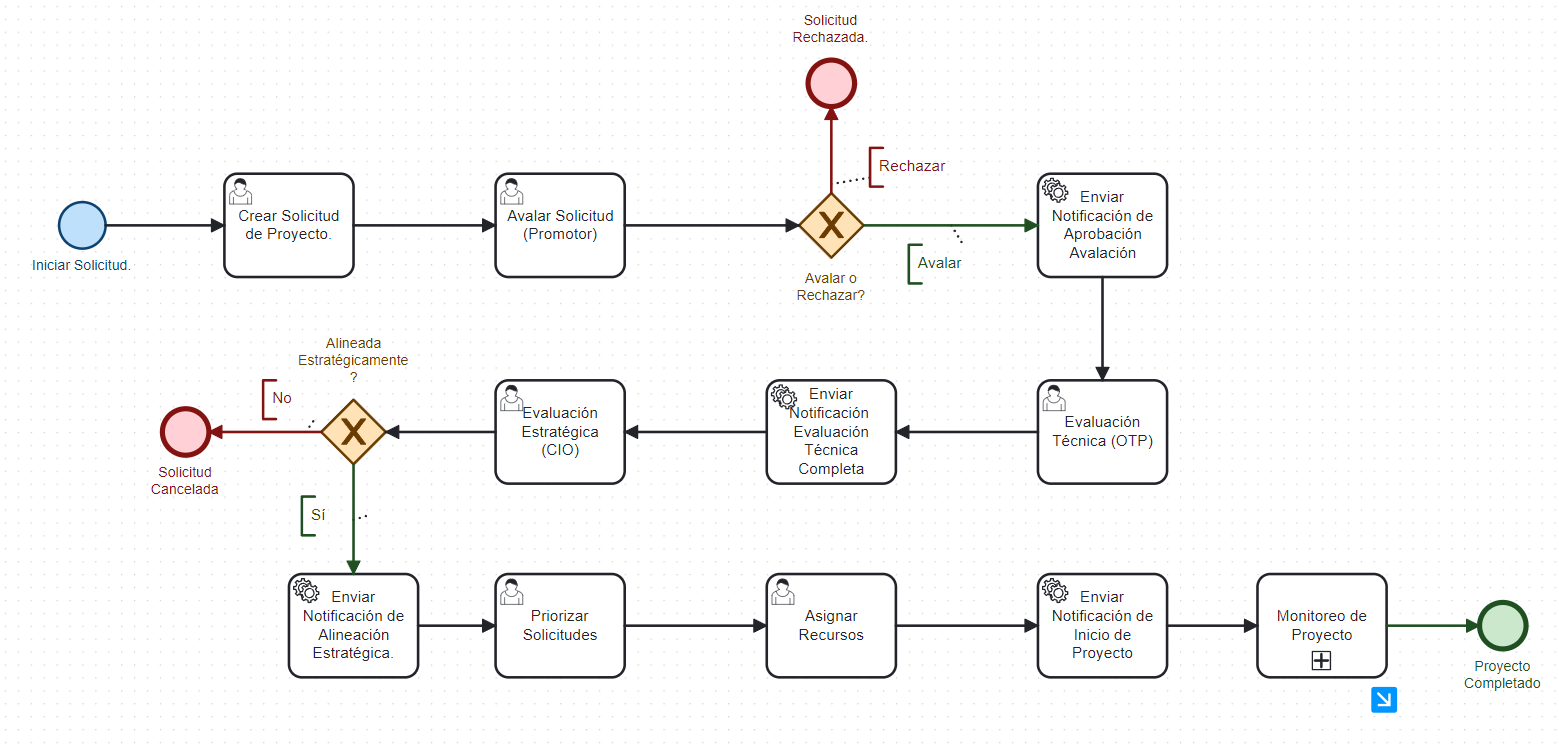 Solicitud
Rechazada.
Rechazar
Crear Solicitud
de Proyecto.
Avalar Solicitud
(Promotor)
Enviar
Notificación de
Aprobación
Avalación
Iniciar Solicitud.
Avalar o
Rechazar?
Avalar
Alineada
Estratégicamente
?
No
Evaluación
Estratégica
(CIO)
Enviar
Notificación
Evaluación
Técnica
Completa
Evaluación
Técnica (OTP)
Solicitud
Cancelada
Sí
Enviar
Notificación de
Alineación
Estratégica.
Priorizar
Solicitudes
Asignar
Recursos
Enviar
Notificación de
Inicio de
Proyecto
Monitoreo de
Proyecto
Proyecto
Completado